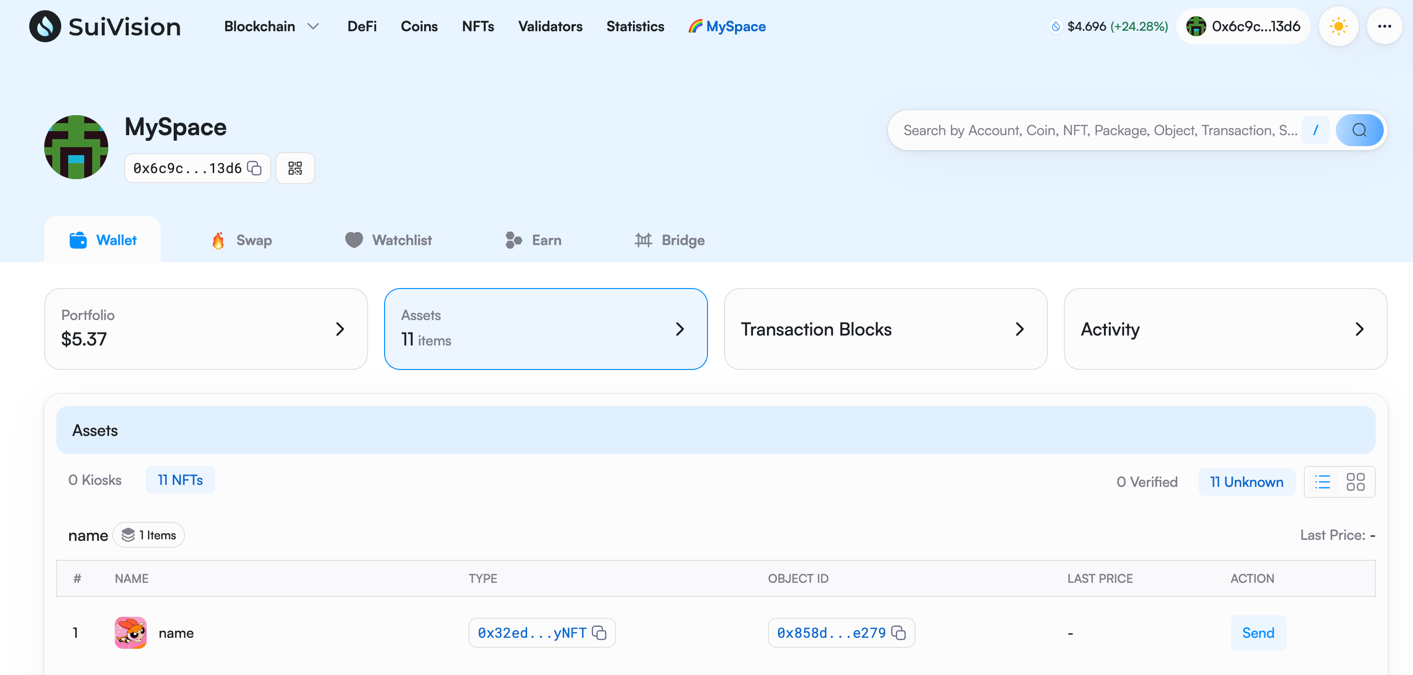 SuiVision Blockchain DeFi Coins NFTs Validators Statistics MySpace $4.696 (+24.28%) 0x6c9c...13d6
MySpace
0x6c9c...13d6
Search by Account, Coin, NFT, Package, Object, Transaction, S... /
Wallet Swap Watchlist Earn Bridge
Portfolio
$5.37
Assets
11 items
Transaction Blocks
Activity
Assets
0 Kiosks 11 NFTs 0 Verified 11 Unknown
name 1 Items Last Price: -
# NAME TYPE OBJECT ID LAST PRICE ACTION
1 name 0x32ed...yNFT 0x858d...e279 - Send